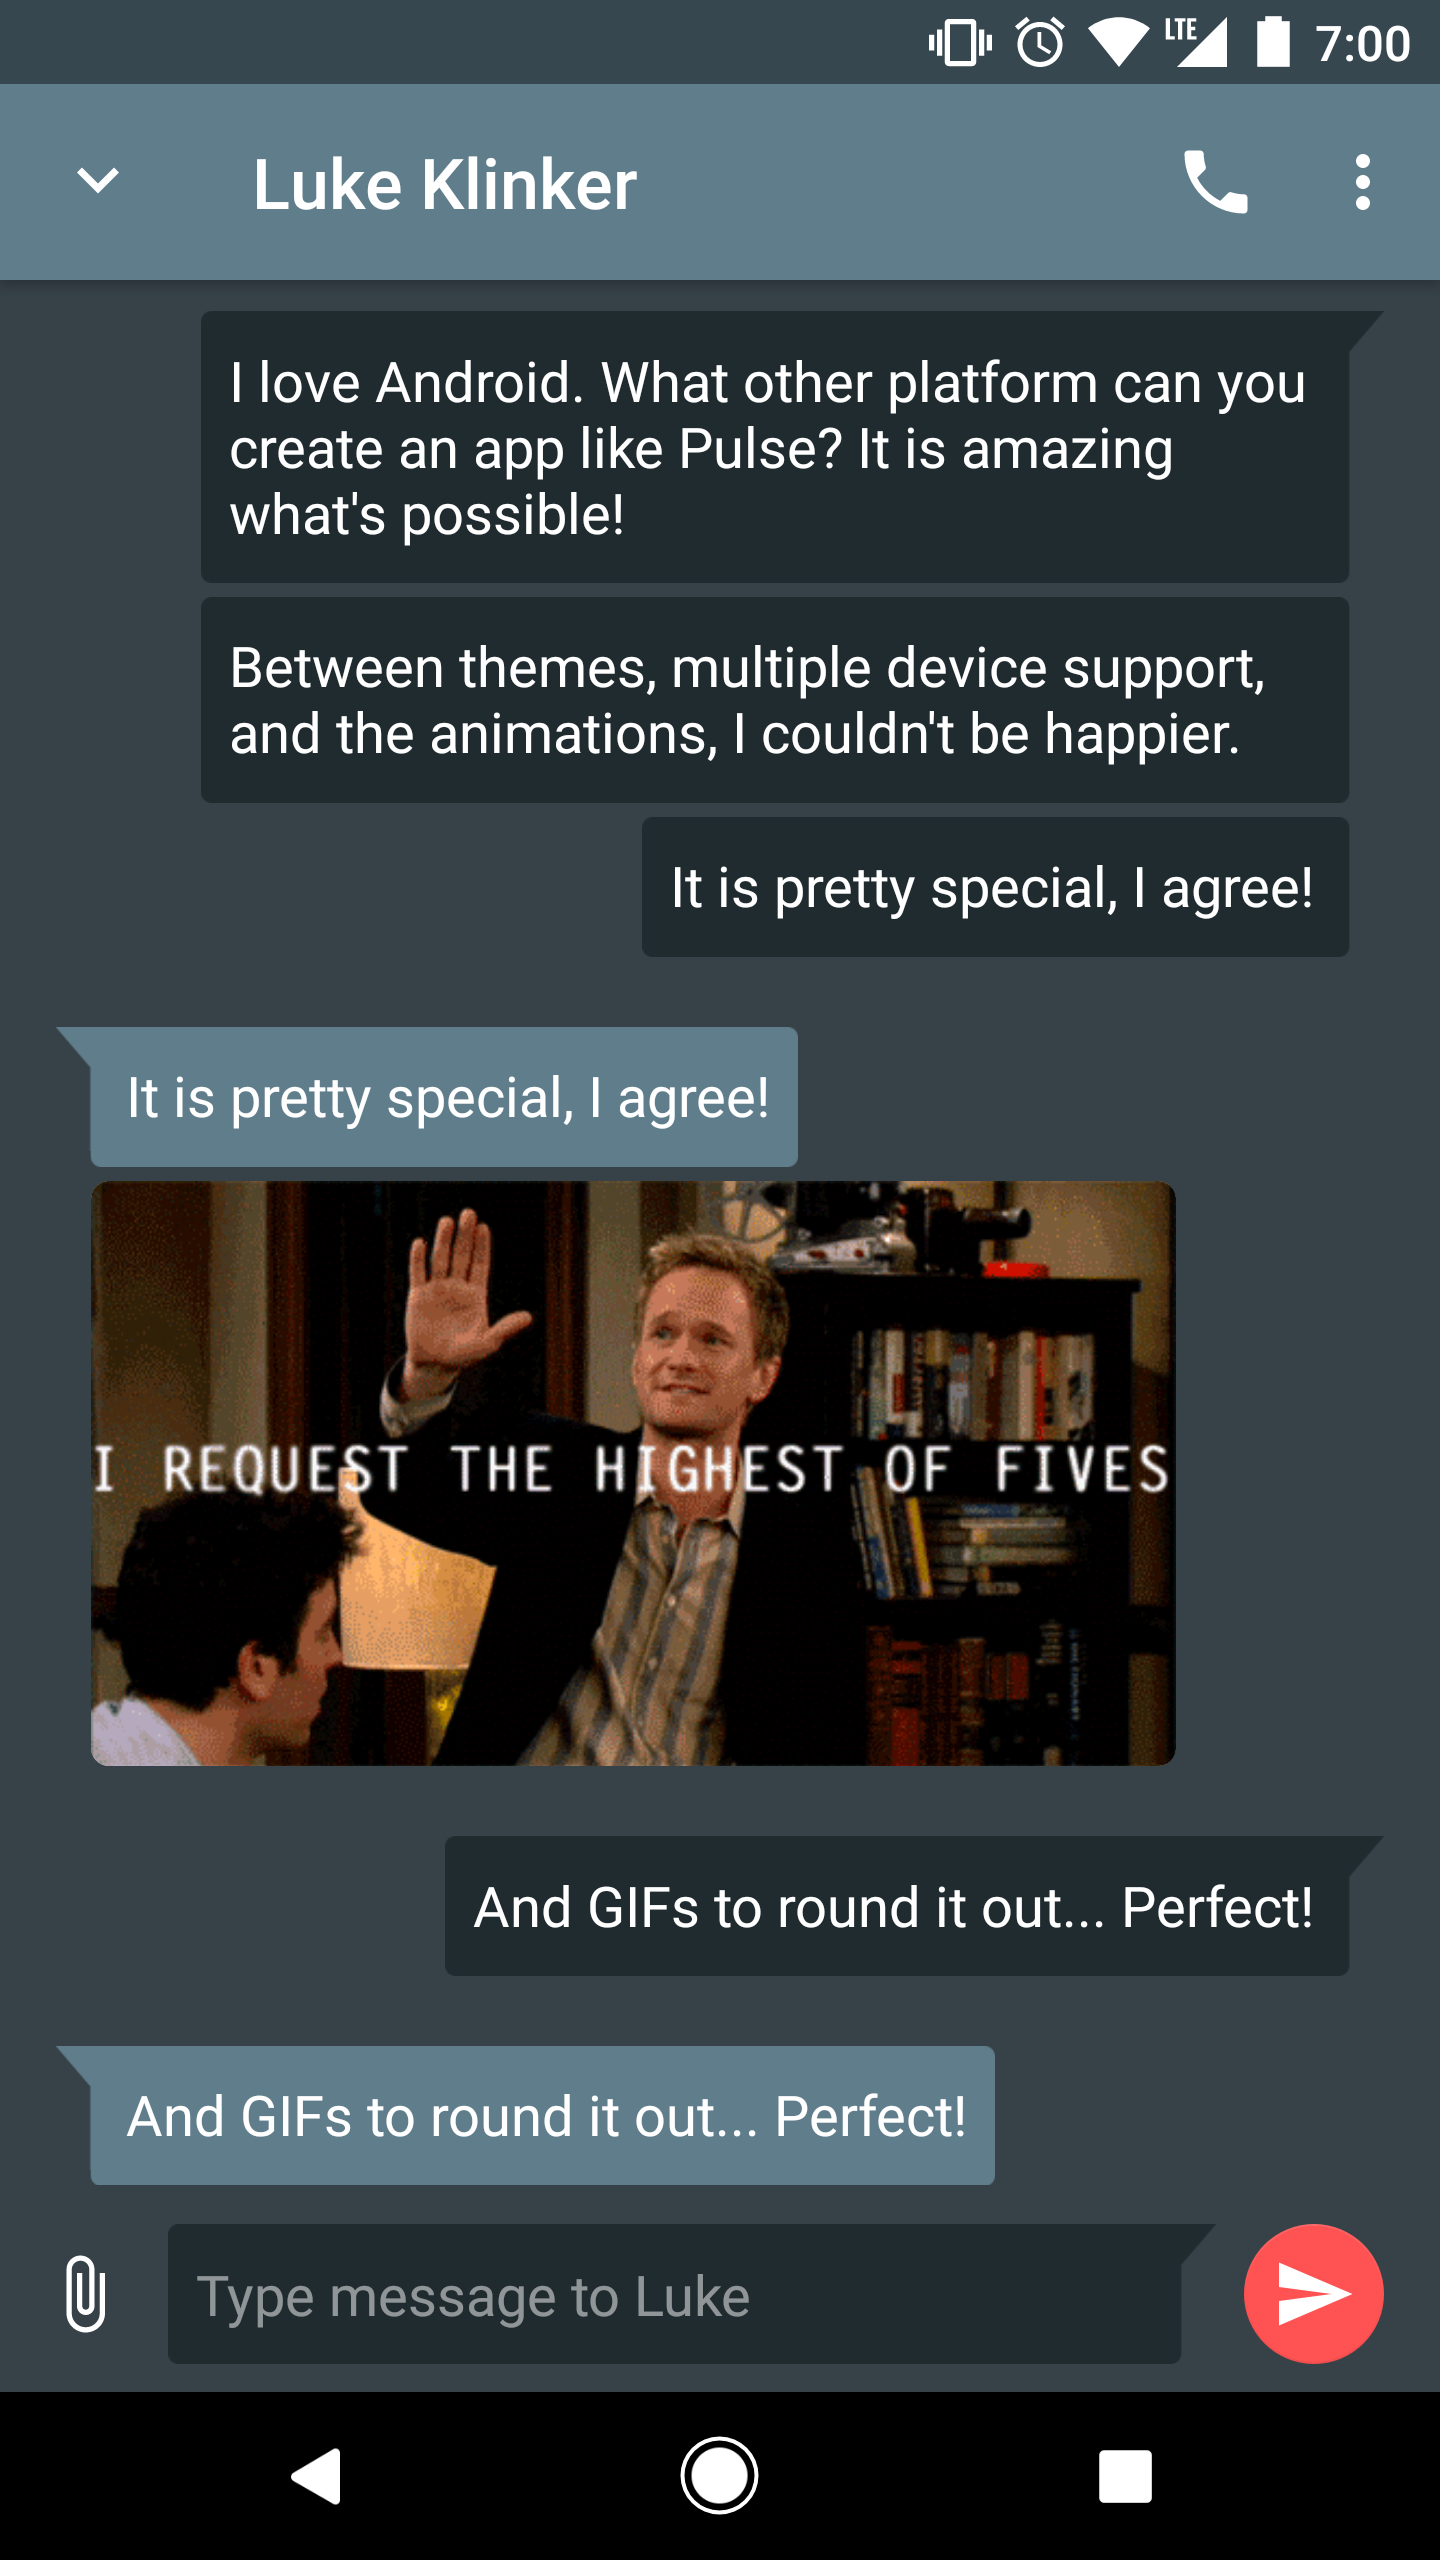 LTE 7:00
Luke Klinker
I love Android. What other platform can you
create an app like Pulse? It is amazing
what's possible!
Between themes, multiple device support,
and the animations, I couldn't be happier.
It is pretty special, I agree!
It is pretty special, I agree!
I REQUEST THE HIGHEST OF FIVES
And GIFs to round it out... Perfect!
And GIFs to round it out... Perfect!
Type message to Luke